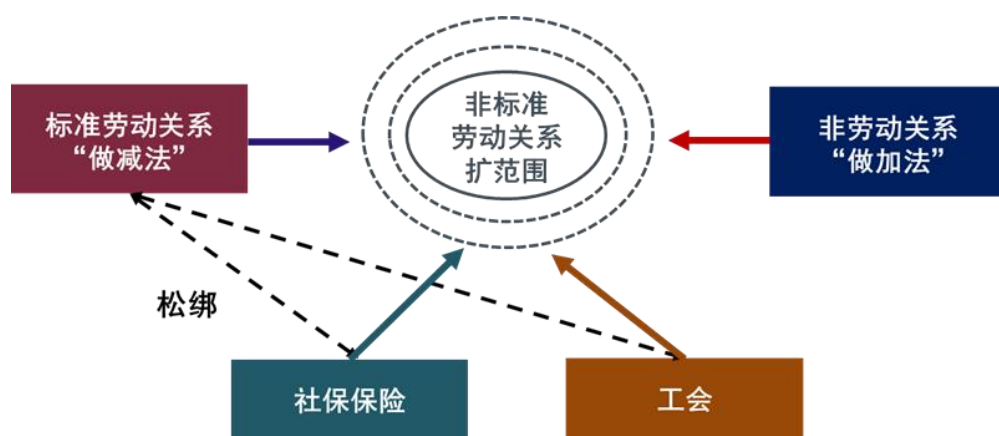 标准劳动关系
“做减法”
非标准
劳动关系
扩范围
非劳动关系
“做加法”
松绑
社保保险
工会